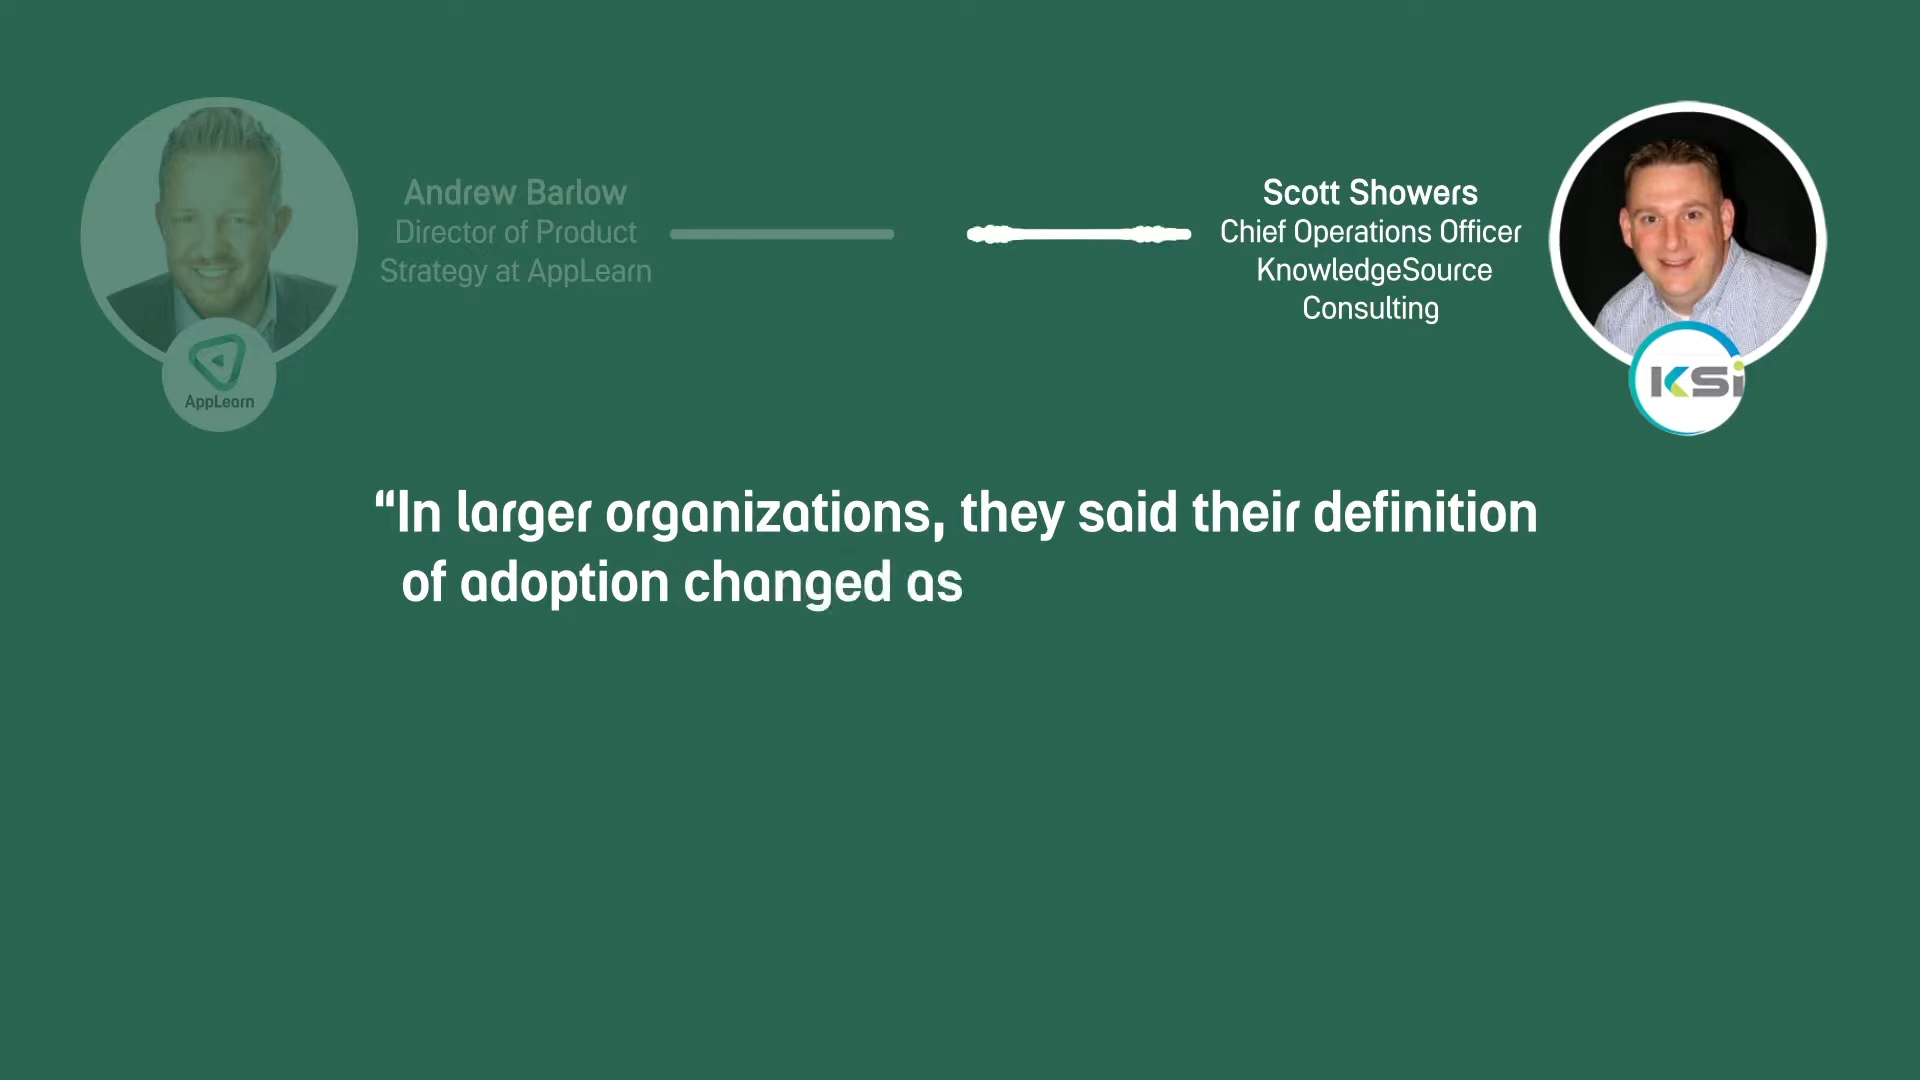 Andrew Barlow
Director of Product
Strategy at AppLearn
AppLearn
Scott Showers
Chief Operations Officer
KnowledgeSource
Consulting
KSi
“In larger organizations, they said their definition
of adoption changed as